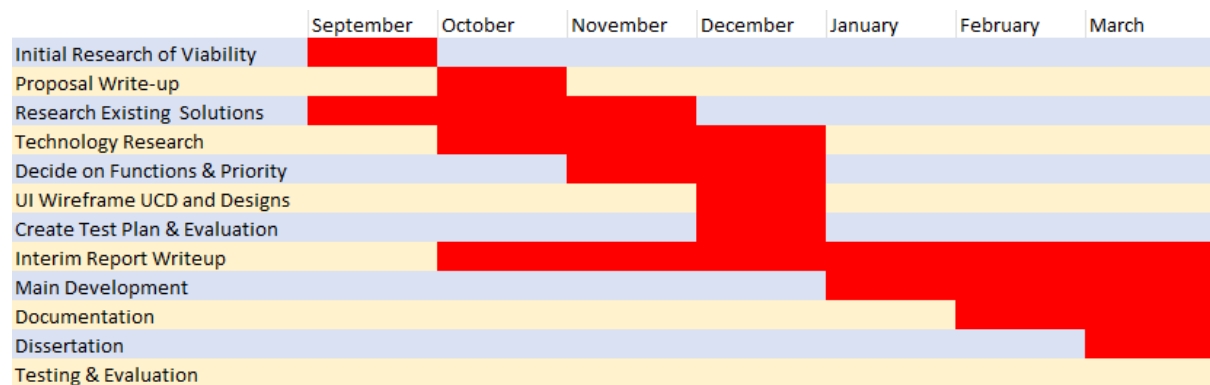 September October November December January February March
Initial Research of Viability
Proposal Write-up
Research Existing  Solutions
Technology Research
Decide on Functions & Priority
UI Wireframe UCD and Designs
Create Test Plan & Evaluation
Interim Report Writeup
Main Development
Documentation
Dissertation
Testing & Evaluation